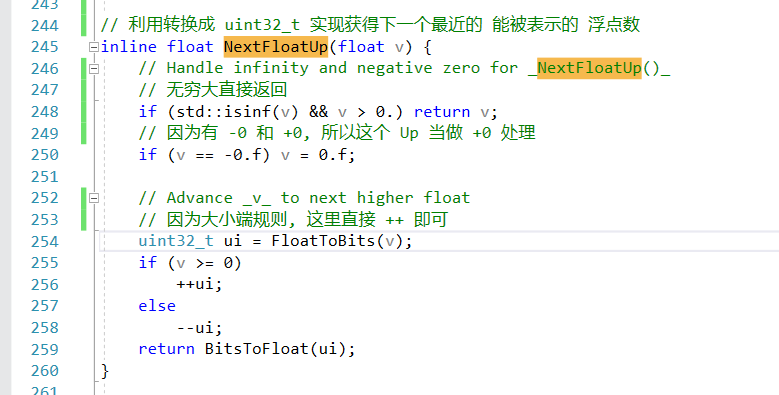 243
244 // 利用转换成 uint32_t 实现获得下一个最近的 能被表示的 浮点数
245 inline float NextFloatUp(float v) {
246 // Handle infinity and negative zero for _NextFloatUp()_
247 // 无穷大直接返回
248 if (std::isinf(v) && v > 0.) return v;
249 // 因为有 -0 和 +0, 所以这个 Up 当做 +0 处理
250 if (v == -0.f) v = 0.f;
251
252 // Advance _v_ to next higher float
253 // 因为大小端规则, 这里直接 ++ 即可
254 uint32_t ui = FloatToBits(v);
255 if (v >= 0)
256 ++ui;
257 else
258 --ui;
259 return BitsToFloat(ui);
260 }
261